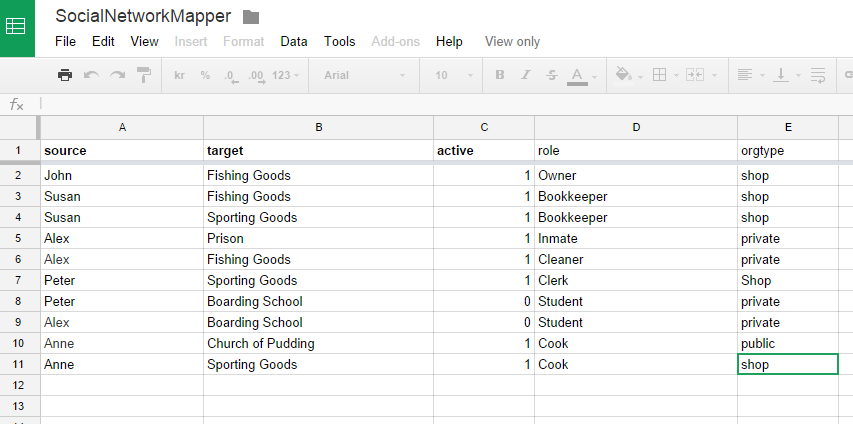 SocialNetworkMapper
File Edit View Insert Format Data Tools Add-ons Help View only
kr % .0 .00 123 Arial 10 B I S A
fx
A B C D E
1 source target active role orgtype
2 John Fishing Goods 1 Owner shop
3 Susan Fishing Goods 1 Bookkeeper shop
4 Susan Sporting Goods 1 Bookkeeper shop
5 Alex Prison 1 Inmate private
6 Alex Fishing Goods 1 Cleaner private
7 Peter Sporting Goods 1 Clerk Shop
8 Peter Boarding School 0 Student private
9 Alex Boarding School 0 Student private
10 Anne Church of Pudding 1 Cook public
11 Anne Sporting Goods 1 Cook shop
12
13